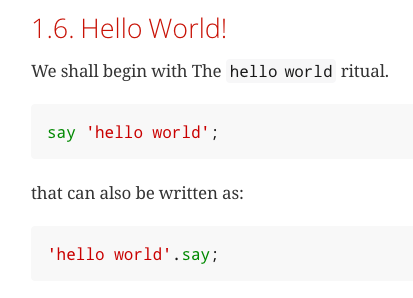 1.6. Hello World!
We shall begin with The hello world ritual.
say 'hello world';
that can also be written as:
'hello world'.say;